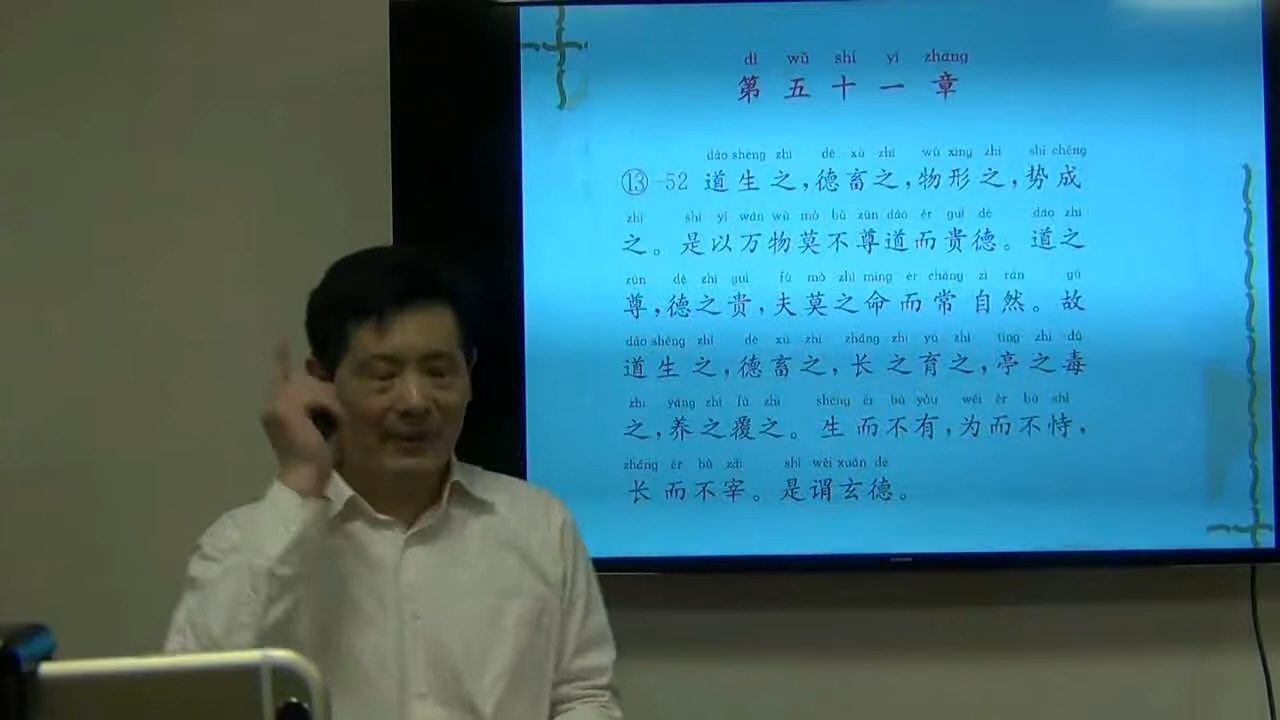 dì wǔ shí yī zhāng
第五十一章
dào shēng zhī dé xù zhī wù xíng zhī shì chéng
⑬-52 道生之,德畜之,物形之,势成
zhī shì yǐ wàn wù mò bù zūn dào ér guì dé dào zhī
之。是以万物莫不尊道而贵德。道之
zūn dé zhī guì fū mò zhī mìng ér cháng zì rán gù
尊,德之贵,夫莫之命而常自然。故
dào shēng zhī dé xù zhī zhǎng zhī yù zhī tíng zhī dú
道生之,德畜之,长之育之,亭之毒
zhī yǎng zhī fù zhī shēng ér bù yǒu wéi ér bù shì
之,养之覆之。生而不有,为而不恃,
zhǎng ér bù zǎi shì wèi xuán dé
长而不宰。是谓玄德。